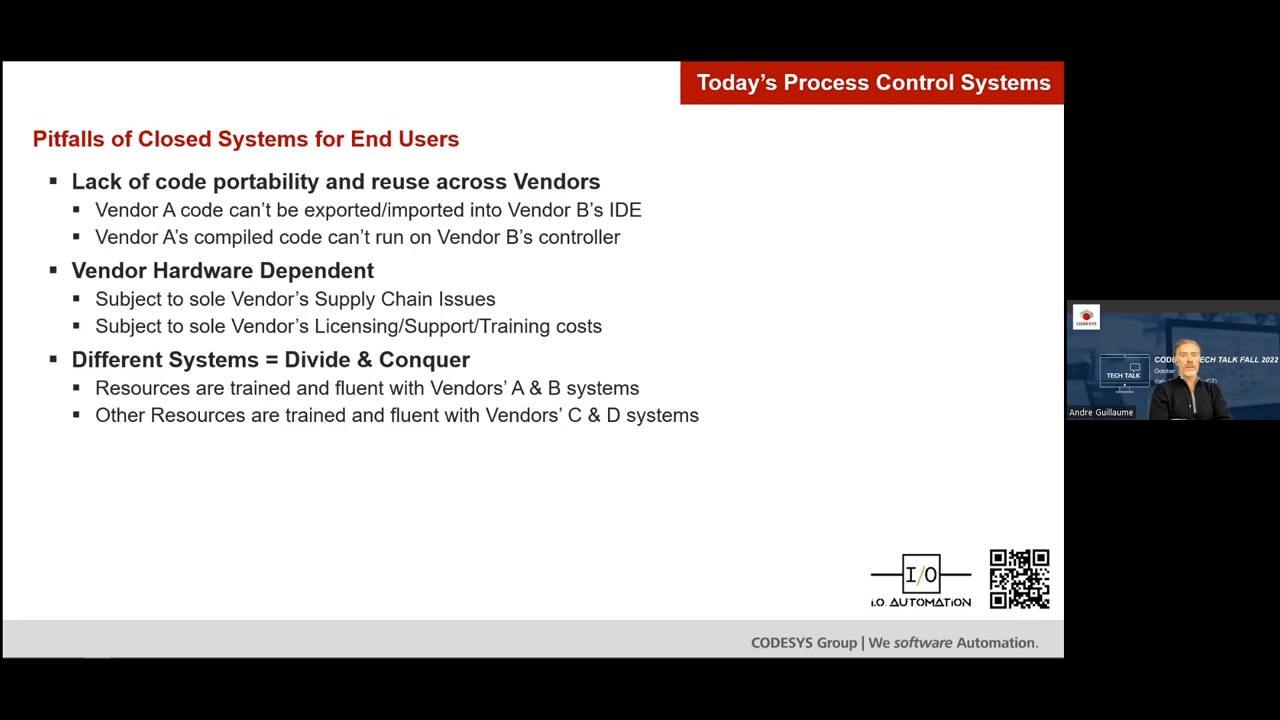 Today's Process Control Systems
Pitfalls of Closed Systems for End Users
▪ Lack of code portability and reuse across Vendors
▪ Vendor A code can't be exported/imported into Vendor B's IDE
▪ Vendor A's compiled code can't run on Vendor B's controller
▪ Vendor Hardware Dependent
▪ Subject to sole Vendor's Supply Chain Issues
▪ Subject to sole Vendor's Licensing/Support/Training costs
▪ Different Systems = Divide & Conquer
▪ Resources are trained and fluent with Vendors' A & B systems
▪ Other Resources are trained and fluent with Vendors' C & D systems
I/O
I.O. AUTOMATION
CODESYS Group | We software Automation.
CODESYS
TECH TALK
TECH TALK FALL 2022
October
Andre Guillaume